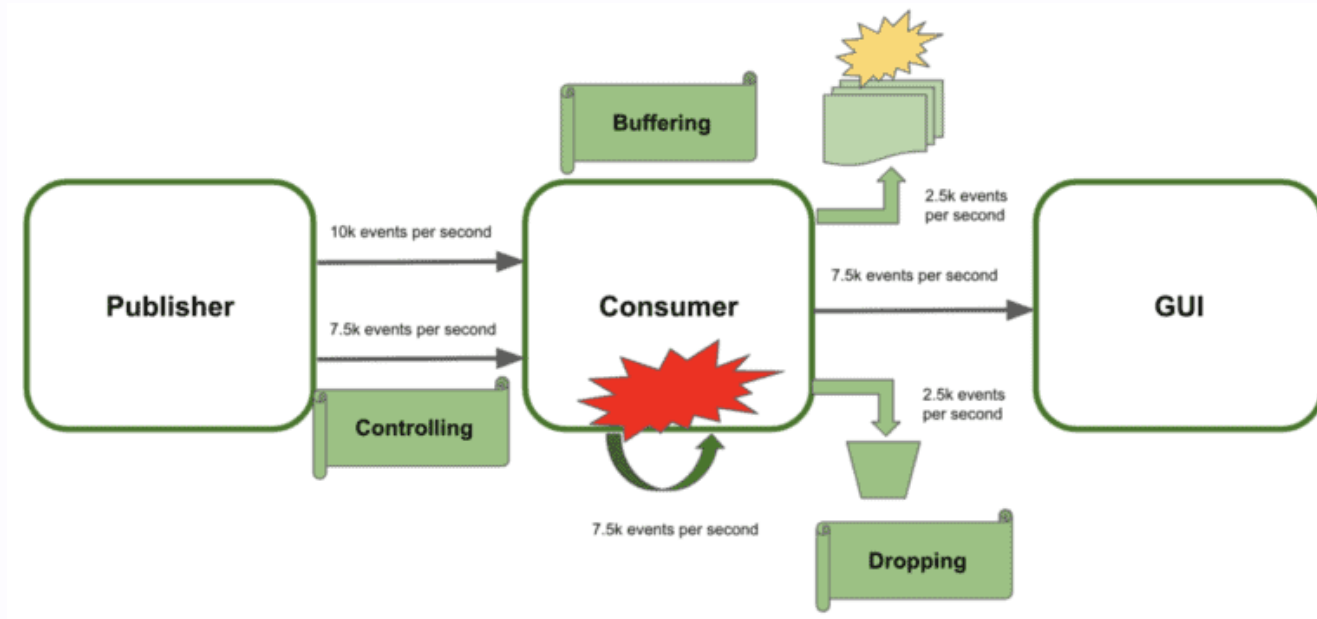 Buffering
2.5k events
per second
10k events per second
7.5k events per second
Publisher
Consumer
GUI
7.5k events per second
Controlling
2.5k events
per second
7.5k events per second
Dropping